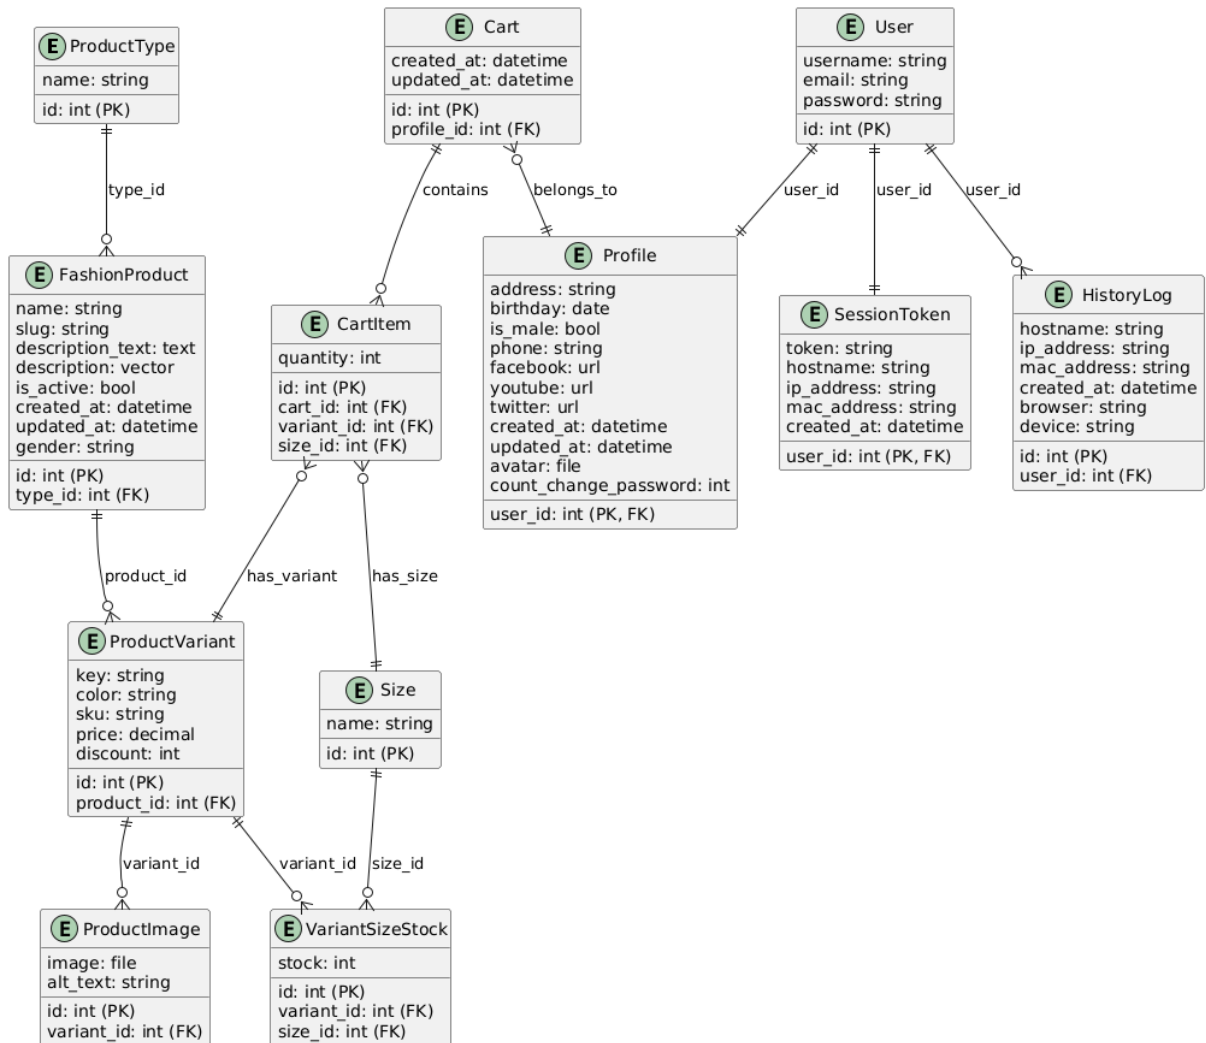 E ProductType
name: string
id: int (PK)
E Cart
created_at: datetime
updated_at: datetime
id: int (PK)
profile_id: int (FK)
E User
username: string
email: string
password: string
id: int (PK)
type_id
contains
belongs_to
user_id
user_id
user_id
E FashionProduct
name: string
slug: string
description_text: text
description: vector
is_active: bool
created_at: datetime
updated_at: datetime
gender: string
id: int (PK)
type_id: int (FK)
E CartItem
quantity: int
id: int (PK)
cart_id: int (FK)
variant_id: int (FK)
size_id: int (FK)
E Profile
address: string
birthday: date
is_male: bool
phone: string
facebook: url
youtube: url
twitter: url
created_at: datetime
updated_at: datetime
avatar: file
count_change_password: int
user_id: int (PK, FK)
E SessionToken
token: string
hostname: string
ip_address: string
mac_address: string
created_at: datetime
user_id: int (PK, FK)
E HistoryLog
hostname: string
ip_address: string
mac_address: string
created_at: datetime
browser: string
device: string
id: int (PK)
user_id: int (FK)
product_id
has_variant
has_size
E ProductVariant
key: string
color: string
sku: string
price: decimal
discount: int
id: int (PK)
product_id: int (FK)
E Size
name: string
id: int (PK)
variant_id
variant_id
size_id
E ProductImage
image: file
alt_text: string
id: int (PK)
variant_id: int (FK)
E VariantSizeStock
stock: int
id: int (PK)
variant_id: int (FK)
size_id: int (FK)